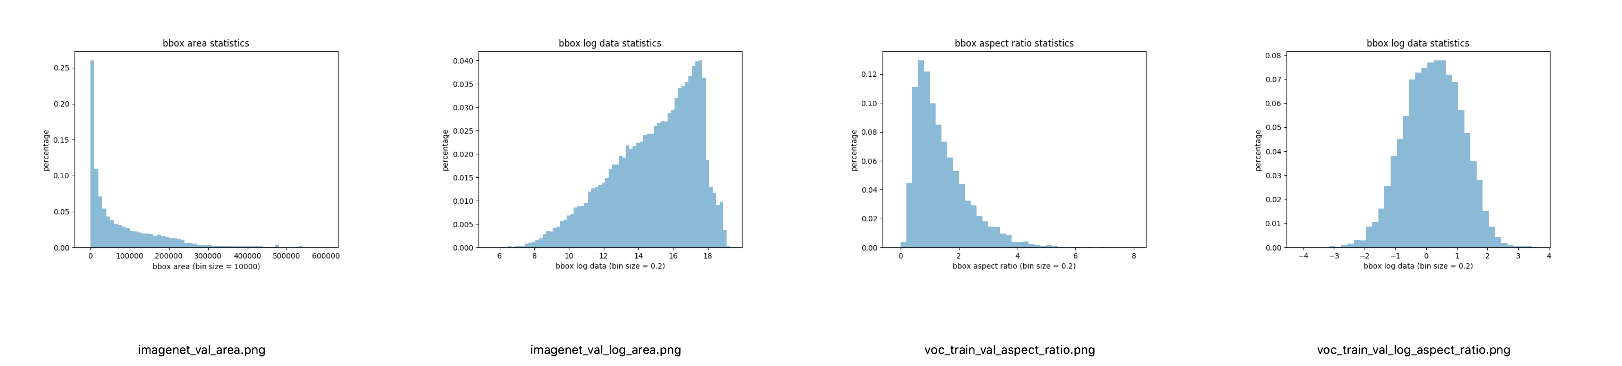 bbox area statistics
0.25
0.20
0.15
0.10
0.05
0.00
percentage
0 100000 200000 300000 400000 500000 600000
bbox area (bin size = 10000)
imagenet_val_area.png
bbox log data statistics
0.040
0.035
0.030
0.025
0.020
0.015
0.010
0.005
0.000
percentage
6 8 10 12 14 16 18
bbox log data (bin size = 0.2)
imagenet_val_log_area.png
bbox aspect ratio statistics
0.12
0.10
0.08
0.06
0.04
0.02
0.00
percentage
0 2 4 6 8
bbox aspect ratio (bin size = 0.2)
voc_train_val_aspect_ratio.png
bbox log data statistics
0.08
0.07
0.06
0.05
0.04
0.03
0.02
0.01
0.00
percentage
−4 −3 −2 −1 0 1 2 3 4
bbox log data (bin size = 0.2)
voc_train_val_log_aspect_ratio.png